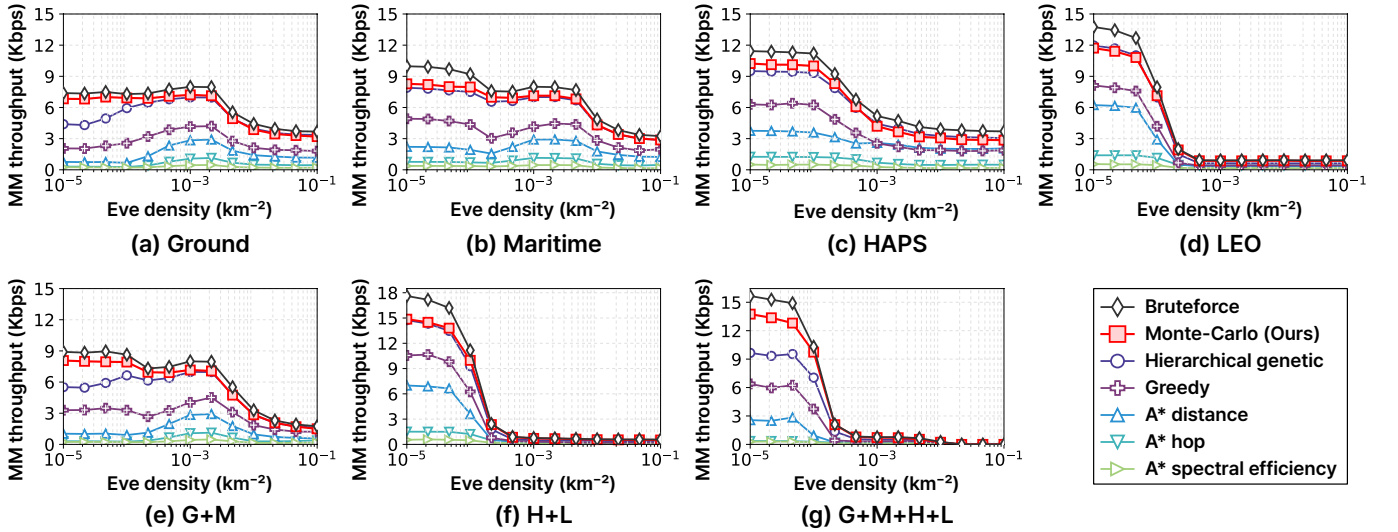 MM throughput (Kbps)
15
12
9
6
3
0
10⁻⁵
10⁻³
10⁻¹
Eve density (km⁻²)
(a) Ground
MM throughput (Kbps)
15
12
9
6
3
0
10⁻⁵
10⁻³
10⁻¹
Eve density (km⁻²)
(b) Maritime
MM throughput (Kbps)
15
12
9
6
3
0
10⁻⁵
10⁻³
10⁻¹
Eve density (km⁻²)
(c) HAPS
MM throughput (Kbps)
15
12
9
6
3
0
10⁻⁵
10⁻³
10⁻¹
Eve density (km⁻²)
(d) LEO
MM throughput (Kbps)
15
12
9
6
3
0
10⁻⁵
10⁻³
10⁻¹
Eve density (km⁻²)
(e) G+M
MM throughput (Kbps)
18
15
12
9
6
3
0
10⁻⁵
10⁻³
10⁻¹
Eve density (km⁻²)
(f) H+L
MM throughput (Kbps)
15
12
9
6
3
0
10⁻⁵
10⁻³
10⁻¹
Eve density (km⁻²)
(g) G+M+H+L
Bruteforce
Monte-Carlo (Ours)
Hierarchical genetic
Greedy
A* distance
A* hop
A* spectral efficiency